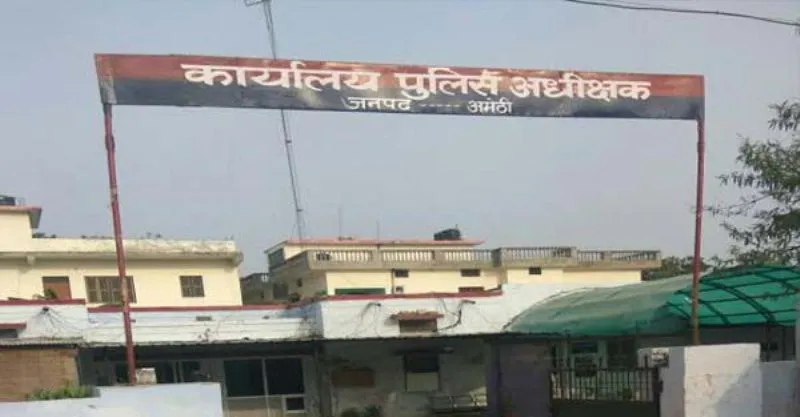 कार्यालय पुलिस अधीक्षक
जनपद ----- अमेठी